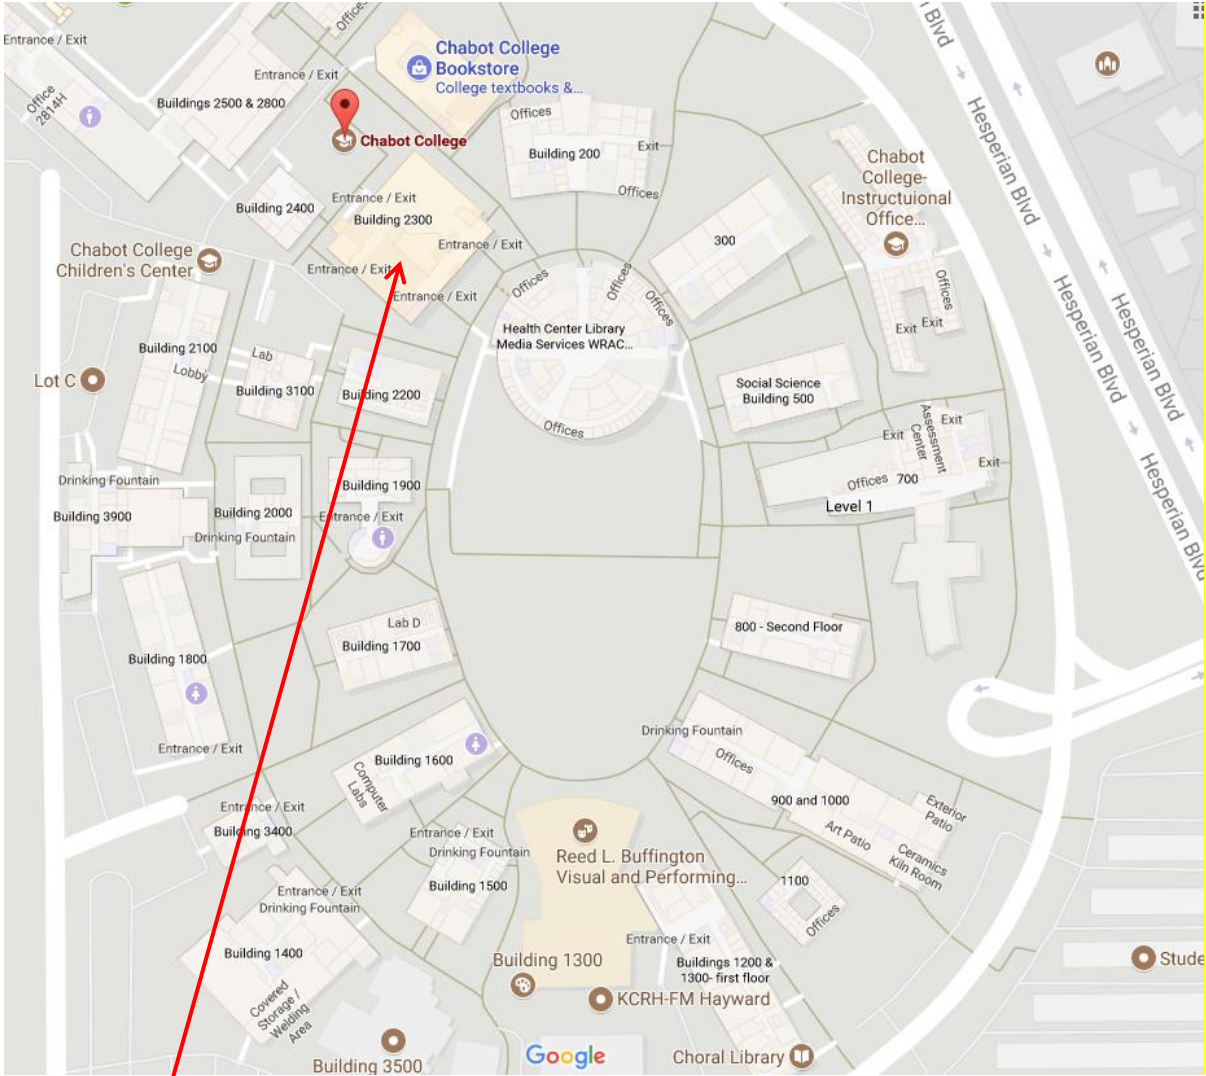 Entrance / Exit
Offices
Hesperian Blvd
Chabot College
Bookstore
College textbooks &...
Entrance / Exit
Office
2814H
Buildings 2500 & 2800
Offices
Hesperian Blvd
Chabot College
Building 200
Exit
Offices
Chabot
College-
Instructuional
Office...
Entrance / Exit
Building 2400
Building 2300
Entrance / Exit
300
Chabot College
Children's Center
Entrance / Exit
Entrance / Exit
Offices
Offices
Offices
Offices
Hesperian Blvd
Hesperian Blvd
Health Center Library
Media Services WRAC...
Exit
Exit
Building 2100
Lab
Lobby
Building 3100
Lot C
Building 2200
Social Science
Building 500
Offices
Assessment
Center
Exit
Exit
Exit
Offices
700
Level 1
Hesperian Blvd
Drinking Fountain
Building 3900
Building 1900
Building 2000
Entrance / Exit
Drinking Fountain
Lab D
Building 1700
800 - Second Floor
Building 1800
Entrance / Exit
Drinking Fountain
Offices
Building 1600
Computer
Labs
900 and 1000
Exterior
Patio
Art Patio
Ceramics
Kiln Room
Entrance / Exit
Building 3400
Entrance / Exit
Drinking Fountain
Building 1500
Reed L. Buffington
Visual and Performing...
1100
Offices
Entrance / Exit
Drinking Fountain
Building 1400
Covered
Storage /
Welding
Area
Entrance / Exit
Building 1300
Buildings 1200 &
1300- first floor
Stude
KCRH-FM Hayward
Building 3500
Google
Choral Library